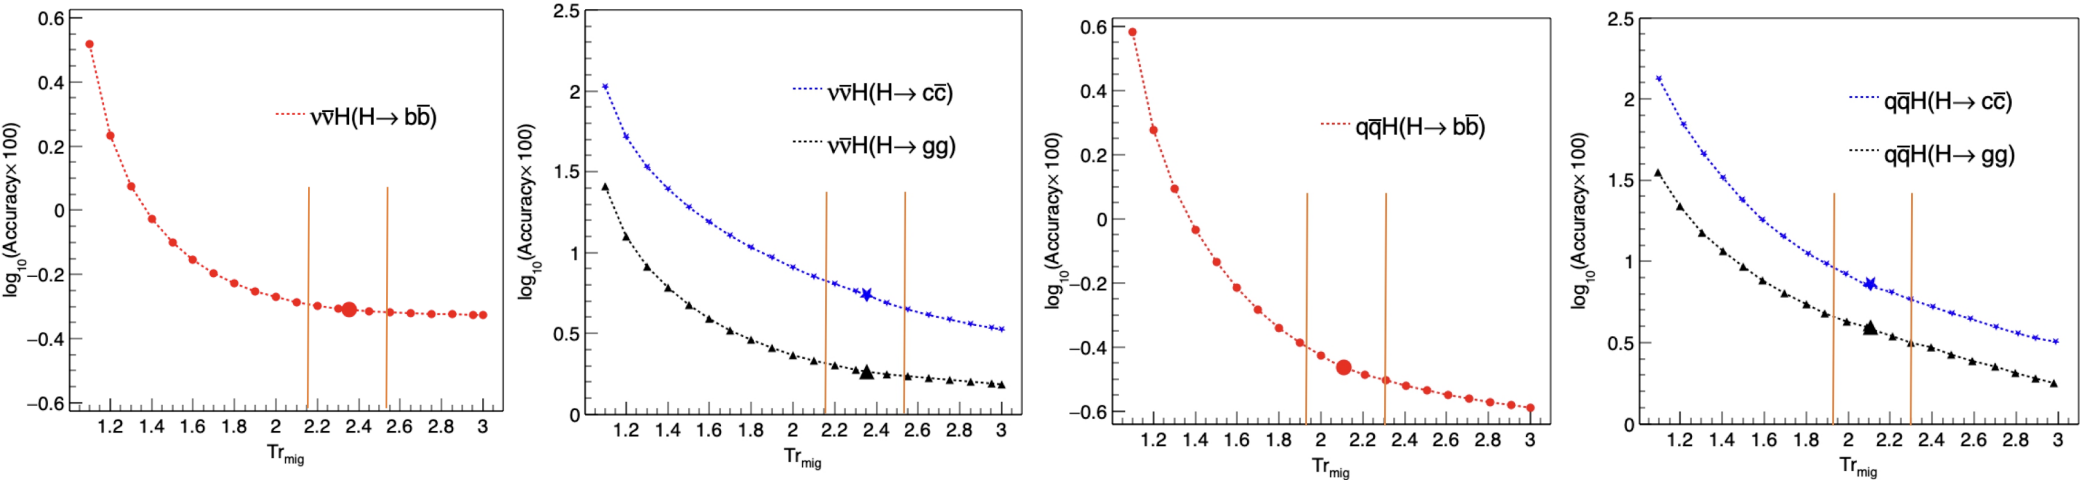 0.6
0.4
0.2
0
−0.2
−0.4
−0.6
log10(Accuracy× 100)
νν̅H(H→ bb̅)
1.2 1.4 1.6 1.8 2 2.2 2.4 2.6 2.8 3
Trmig
2.5
2
1.5
1
0.5
0
log10(Accuracy× 100)
νν̅H(H→ cc̅)
νν̅H(H→ gg)
1.2 1.4 1.6 1.8 2 2.2 2.4 2.6 2.8 3
Trmig
0.6
0.4
0.2
0
−0.2
−0.4
−0.6
log10(Accuracy× 100)
qq̅H(H→ bb̅)
1.2 1.4 1.6 1.8 2 2.2 2.4 2.6 2.8 3
Trmig
2.5
2
1.5
1
0.5
0
log10(Accuracy× 100)
qq̅H(H→ cc̅)
qq̅H(H→ gg)
1.2 1.4 1.6 1.8 2 2.2 2.4 2.6 2.8 3
Trmig